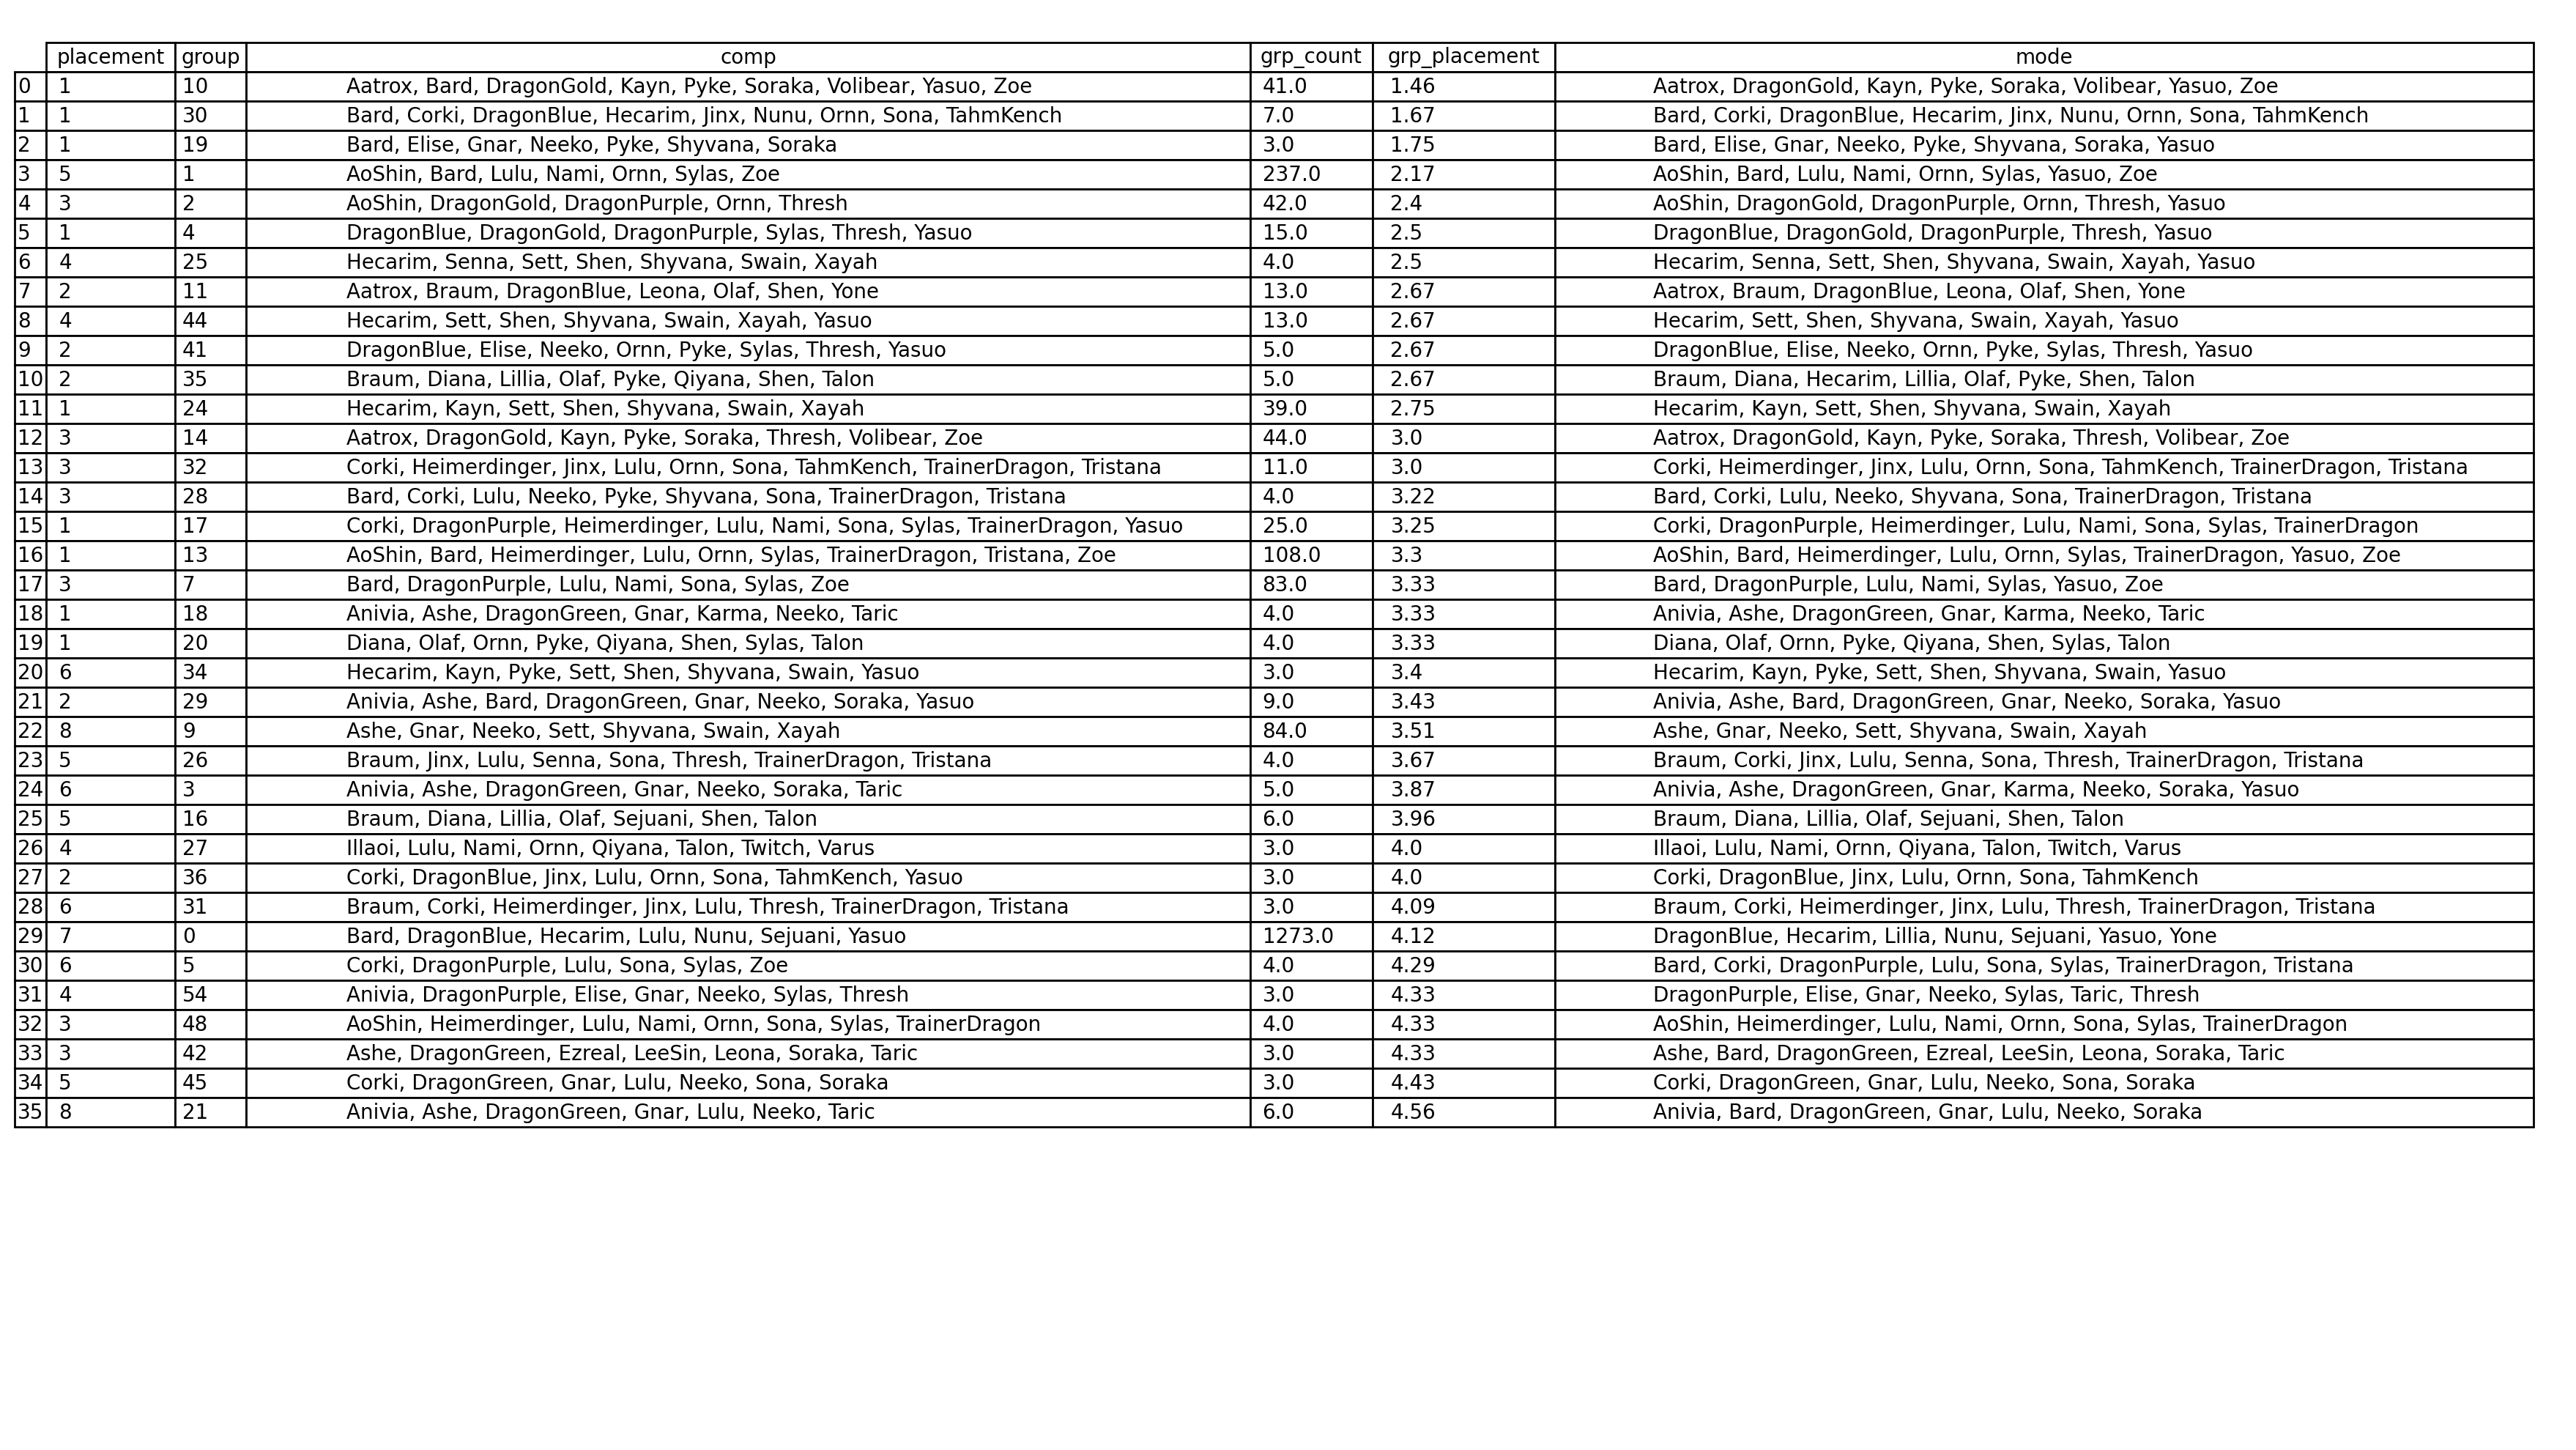 placement group comp grp_count grp_placement mode
0 1 10 Aatrox, Bard, DragonGold, Kayn, Pyke, Soraka, Volibear, Yasuo, Zoe 41.0 1.46 Aatrox, DragonGold, Kayn, Pyke, Soraka, Volibear, Yasuo, Zoe
1 1 30 Bard, Corki, DragonBlue, Hecarim, Jinx, Nunu, Ornn, Sona, TahmKench 7.0 1.67 Bard, Corki, DragonBlue, Hecarim, Jinx, Nunu, Ornn, Sona, TahmKench
2 1 19 Bard, Elise, Gnar, Neeko, Pyke, Shyvana, Soraka 3.0 1.75 Bard, Elise, Gnar, Neeko, Pyke, Shyvana, Soraka, Yasuo
3 5 1 AoShin, Bard, Lulu, Nami, Ornn, Sylas, Zoe 237.0 2.17 AoShin, Bard, Lulu, Nami, Ornn, Sylas, Yasuo, Zoe
4 3 2 AoShin, DragonGold, DragonPurple, Ornn, Thresh 42.0 2.4 AoShin, DragonGold, DragonPurple, Ornn, Thresh, Yasuo
5 1 4 DragonBlue, DragonGold, DragonPurple, Sylas, Thresh, Yasuo 15.0 2.5 DragonBlue, DragonGold, DragonPurple, Thresh, Yasuo
6 4 25 Hecarim, Senna, Sett, Shen, Shyvana, Swain, Xayah 4.0 2.5 Hecarim, Senna, Sett, Shen, Shyvana, Swain, Xayah, Yasuo
7 2 11 Aatrox, Braum, DragonBlue, Leona, Olaf, Shen, Yone 13.0 2.67 Aatrox, Braum, DragonBlue, Leona, Olaf, Shen, Yone
8 4 44 Hecarim, Sett, Shen, Shyvana, Swain, Xayah, Yasuo 13.0 2.67 Hecarim, Sett, Shen, Shyvana, Swain, Xayah, Yasuo
9 2 41 DragonBlue, Elise, Neeko, Ornn, Pyke, Sylas, Thresh, Yasuo 5.0 2.67 DragonBlue, Elise, Neeko, Ornn, Pyke, Sylas, Thresh, Yasuo
10 2 35 Braum, Diana, Lillia, Olaf, Pyke, Qiyana, Shen, Talon 5.0 2.67 Braum, Diana, Hecarim, Lillia, Olaf, Pyke, Shen, Talon
11 1 24 Hecarim, Kayn, Sett, Shen, Shyvana, Swain, Xayah 39.0 2.75 Hecarim, Kayn, Sett, Shen, Shyvana, Swain, Xayah
12 3 14 Aatrox, DragonGold, Kayn, Pyke, Soraka, Thresh, Volibear, Zoe 44.0 3.0 Aatrox, DragonGold, Kayn, Pyke, Soraka, Thresh, Volibear, Zoe
13 3 32 Corki, Heimerdinger, Jinx, Lulu, Ornn, Sona, TahmKench, TrainerDragon, Tristana 11.0 3.0 Corki, Heimerdinger, Jinx, Lulu, Ornn, Sona, TahmKench, TrainerDragon, Tristana
14 3 28 Bard, Corki, Lulu, Neeko, Pyke, Shyvana, Sona, TrainerDragon, Tristana 4.0 3.22 Bard, Corki, Lulu, Neeko, Shyvana, Sona, TrainerDragon, Tristana
15 1 17 Corki, DragonPurple, Heimerdinger, Lulu, Nami, Sona, Sylas, TrainerDragon, Yasuo 25.0 3.25 Corki, DragonPurple, Heimerdinger, Lulu, Nami, Sona, Sylas, TrainerDragon
16 1 13 AoShin, Bard, Heimerdinger, Lulu, Ornn, Sylas, TrainerDragon, Tristana, Zoe 108.0 3.3 AoShin, Bard, Heimerdinger, Lulu, Ornn, Sylas, TrainerDragon, Yasuo, Zoe
17 3 7 Bard, DragonPurple, Lulu, Nami, Sona, Sylas, Zoe 83.0 3.33 Bard, DragonPurple, Lulu, Nami, Sylas, Yasuo, Zoe
18 1 18 Anivia, Ashe, DragonGreen, Gnar, Karma, Neeko, Taric 4.0 3.33 Anivia, Ashe, DragonGreen, Gnar, Karma, Neeko, Taric
19 1 20 Diana, Olaf, Ornn, Pyke, Qiyana, Shen, Sylas, Talon 4.0 3.33 Diana, Olaf, Ornn, Pyke, Qiyana, Shen, Sylas, Talon
20 6 34 Hecarim, Kayn, Pyke, Sett, Shen, Shyvana, Swain, Yasuo 3.0 3.4 Hecarim, Kayn, Pyke, Sett, Shen, Shyvana, Swain, Yasuo
21 2 29 Anivia, Ashe, Bard, DragonGreen, Gnar, Neeko, Soraka, Yasuo 9.0 3.43 Anivia, Ashe, Bard, DragonGreen, Gnar, Neeko, Soraka, Yasuo
22 8 9 Ashe, Gnar, Neeko, Sett, Shyvana, Swain, Xayah 84.0 3.51 Ashe, Gnar, Neeko, Sett, Shyvana, Swain, Xayah
23 5 26 Braum, Jinx, Lulu, Senna, Sona, Thresh, TrainerDragon, Tristana 4.0 3.67 Braum, Corki, Jinx, Lulu, Senna, Sona, Thresh, TrainerDragon, Tristana
24 6 3 Anivia, Ashe, DragonGreen, Gnar, Neeko, Soraka, Taric 5.0 3.87 Anivia, Ashe, DragonGreen, Gnar, Karma, Neeko, Soraka, Yasuo
25 5 16 Braum, Diana, Lillia, Olaf, Sejuani, Shen, Talon 6.0 3.96 Braum, Diana, Lillia, Olaf, Sejuani, Shen, Talon
26 4 27 Illaoi, Lulu, Nami, Ornn, Qiyana, Talon, Twitch, Varus 3.0 4.0 Illaoi, Lulu, Nami, Ornn, Qiyana, Talon, Twitch, Varus
27 2 36 Corki, DragonBlue, Jinx, Lulu, Ornn, Sona, TahmKench, Yasuo 3.0 4.0 Corki, DragonBlue, Jinx, Lulu, Ornn, Sona, TahmKench
28 6 31 Braum, Corki, Heimerdinger, Jinx, Lulu, Thresh, TrainerDragon, Tristana 3.0 4.09 Braum, Corki, Heimerdinger, Jinx, Lulu, Thresh, TrainerDragon, Tristana
29 7 0 Bard, DragonBlue, Hecarim, Lulu, Nunu, Sejuani, Yasuo 1273.0 4.12 DragonBlue, Hecarim, Lillia, Nunu, Sejuani, Yasuo, Yone
30 6 5 Corki, DragonPurple, Lulu, Sona, Sylas, Zoe 4.0 4.29 Bard, Corki, DragonPurple, Lulu, Sona, Sylas, TrainerDragon, Tristana
31 4 54 Anivia, DragonPurple, Elise, Gnar, Neeko, Sylas, Thresh 3.0 4.33 DragonPurple, Elise, Gnar, Neeko, Sylas, Taric, Thresh
32 3 48 AoShin, Heimerdinger, Lulu, Nami, Ornn, Sona, Sylas, TrainerDragon 4.0 4.33 AoShin, Heimerdinger, Lulu, Nami, Ornn, Sona, Sylas, TrainerDragon
33 3 42 Ashe, DragonGreen, Ezreal, LeeSin, Leona, Soraka, Taric 3.0 4.33 Ashe, Bard, DragonGreen, Ezreal, LeeSin, Leona, Soraka, Taric
34 5 45 Corki, DragonGreen, Gnar, Lulu, Neeko, Sona, Soraka 3.0 4.43 Corki, DragonGreen, Gnar, Lulu, Neeko, Sona, Soraka
35 8 21 Anivia, Ashe, DragonGreen, Gnar, Lulu, Neeko, Taric 6.0 4.56 Anivia, Bard, DragonGreen, Gnar, Lulu, Neeko, Soraka